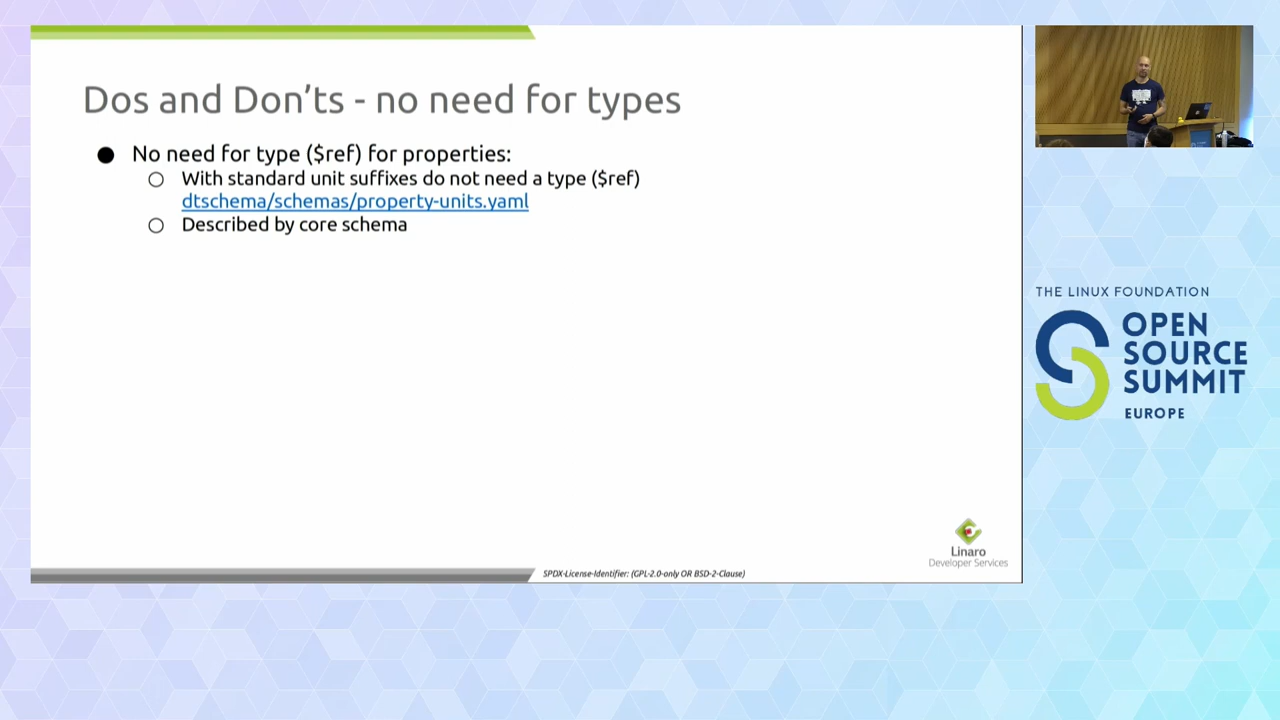 Dos and Don'ts - no need for types
● No need for type ($ref) for properties:
○ With standard unit suffixes do not need a type ($ref)
dtschema/schemas/property-units.yaml
○ Described by core schema
Linaro
Developer Services
SPDX-License-Identifier: (GPL-2.0-only OR BSD-2-Clause)
THE LINUX FOUNDATION
OPEN
SOURCE
SUMMIT
EUROPE